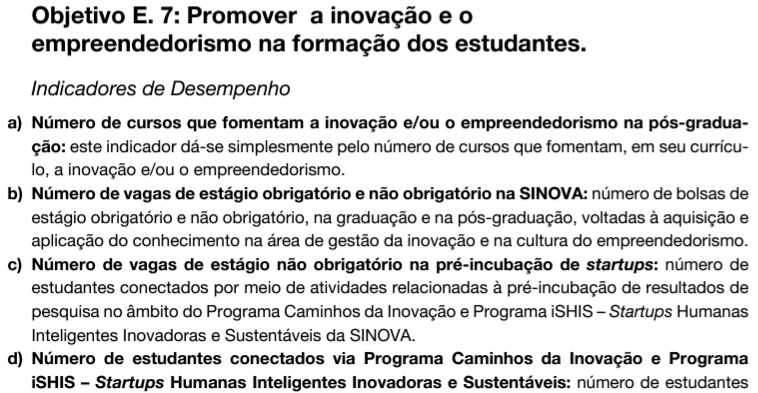 Objetivo E. 7: Promover a inovação e o
empreendedorismo na formação dos estudantes.
Indicadores de Desempenho
a) Número de cursos que fomentam a inovação e/ou o empreendedorismo na pós-gradua-
ção: este indicador dá-se simplesmente pelo número de cursos que fomentam, em seu currícu-
lo, a inovação e/ou o empreendedorismo.
b) Número de vagas de estágio obrigatório e não obrigatório na SINOVA: número de bolsas de
estágio obrigatório e não obrigatório, na graduação e na pós-graduação, voltadas à aquisição e
aplicação do conhecimento na área de gestão da inovação e na cultura do empreendedorismo.
c) Número de vagas de estágio não obrigatório na pré-incubação de startups: número de
estudantes conectados por meio de atividades relacionadas à pré-incubação de resultados de
pesquisa no âmbito do Programa Caminhos da Inovação e Programa iSHIS – Startups Humanas
Inteligentes Inovadoras e Sustentáveis da SINOVA.
d) Número de estudantes conectados via Programa Caminhos da Inovação e Programa
iSHIS – Startups Humanas Inteligentes Inovadoras e Sustentáveis: número de estudantes